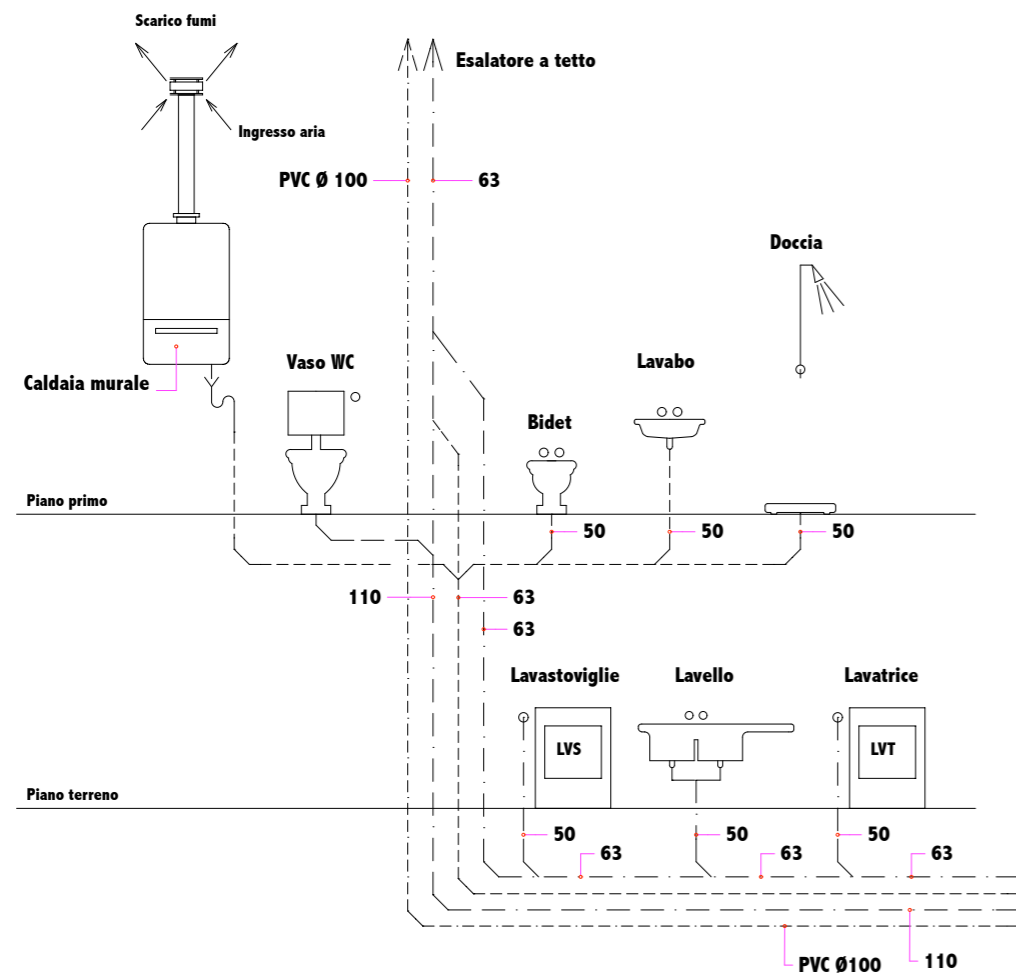 Scarico fumi
Esalatore a tetto
Ingresso aria
PVC Ø 100
63
Doccia
Vaso WC
Lavabo
Caldaia murale
Bidet
Piano primo
50
50
50
110
63
63
Lavastoviglie
Lavello
Lavatrice
LVS
LVT
Piano terreno
50
50
50
63
63
63
PVC Ø100
110